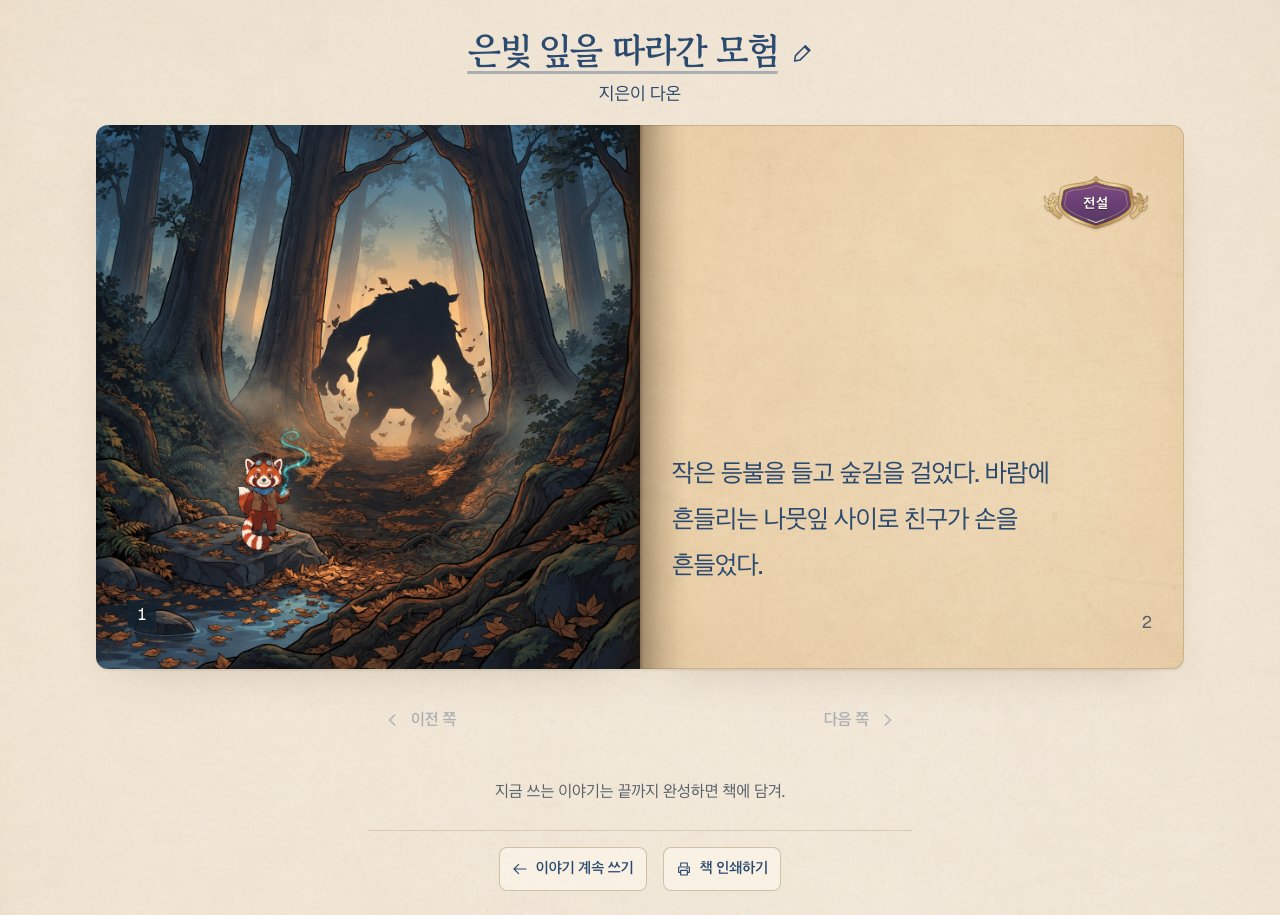 은빛 잎을 따라간 모험
지은이 다온
전설
작은 등불을 들고 숲길을 걸었다. 바람에
흔들리는 나뭇잎 사이로 친구가 손을
흔들었다.
1
2
이전 쪽
다음 쪽
지금 쓰는 이야기는 끝까지 완성하면 책에 담겨.
이야기 계속 쓰기
책 인쇄하기